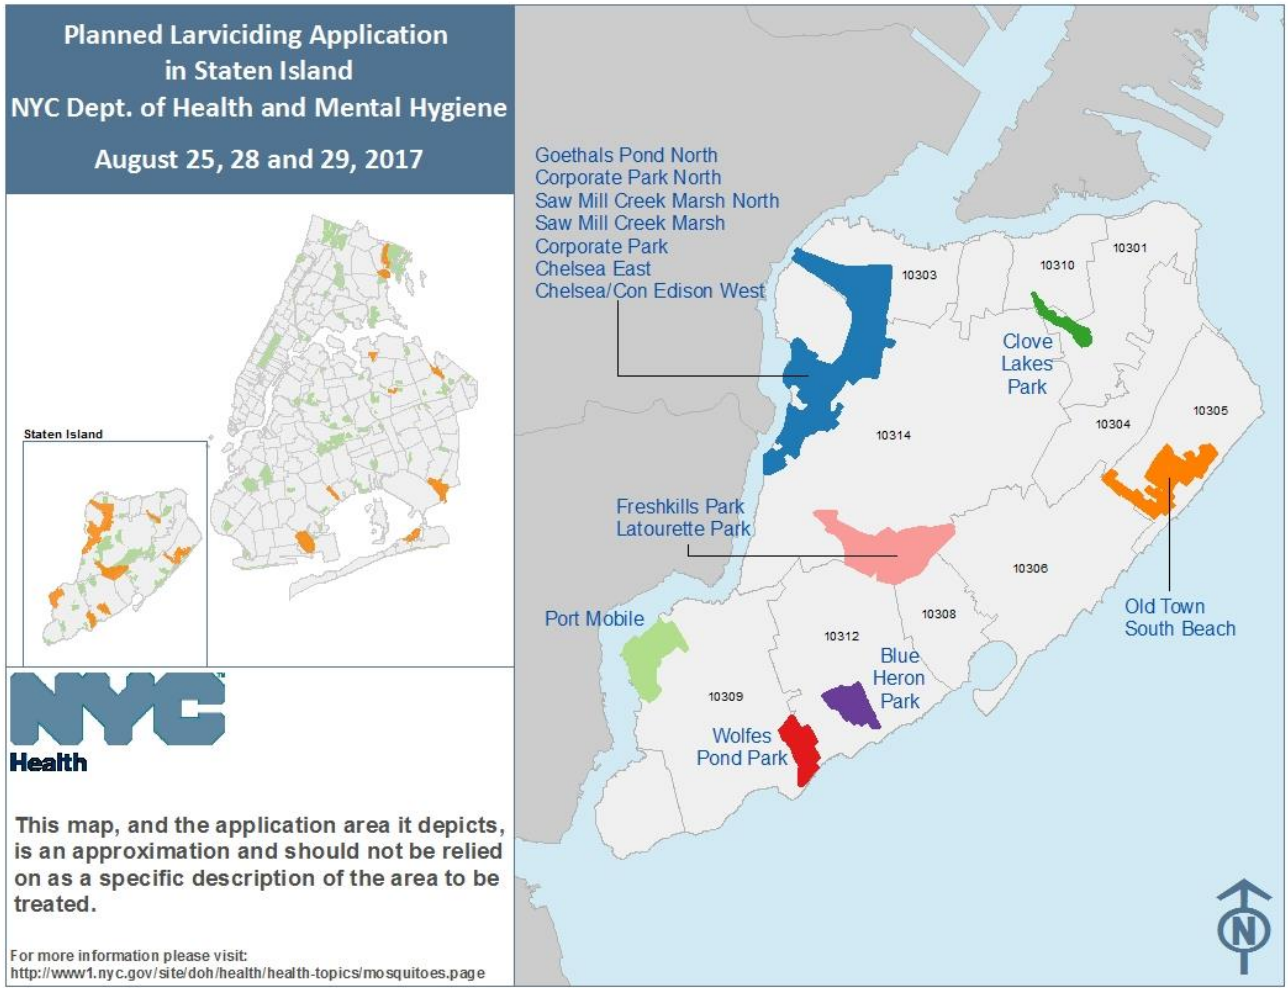 Planned Larviciding Application
in Staten Island
NYC Dept. of Health and Mental Hygiene
August 25, 28 and 29, 2017
Staten Island
NYC
TM
Health
This map, and the application area it depicts,
is an approximation and should not be relied
on as a specific description of the area to be
treated.
For more information please visit:
http://www1.nyc.gov/site/doh/health/health-topics/mosquitoes.page
Goethals Pond North
Corporate Park North
Saw Mill Creek Marsh North
Saw Mill Creek Marsh
Corporate Park
Chelsea East
Chelsea/Con Edison West
10303
10310
10301
Clove
Lakes
Park
10314
10304
10305
Freshkills Park
Latourette Park
10306
Old Town
South Beach
Port Mobile
10312
10308
Blue
Heron
Park
10309
Wolfes
Pond Park
N